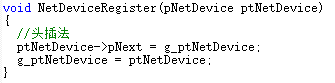 void NetDeviceRegister(pNetDevice ptNetDevice)
{
//头插法
ptNetDevice->pNext = g_ptNetDevice;
g_ptNetDevice = ptNetDevice;
}